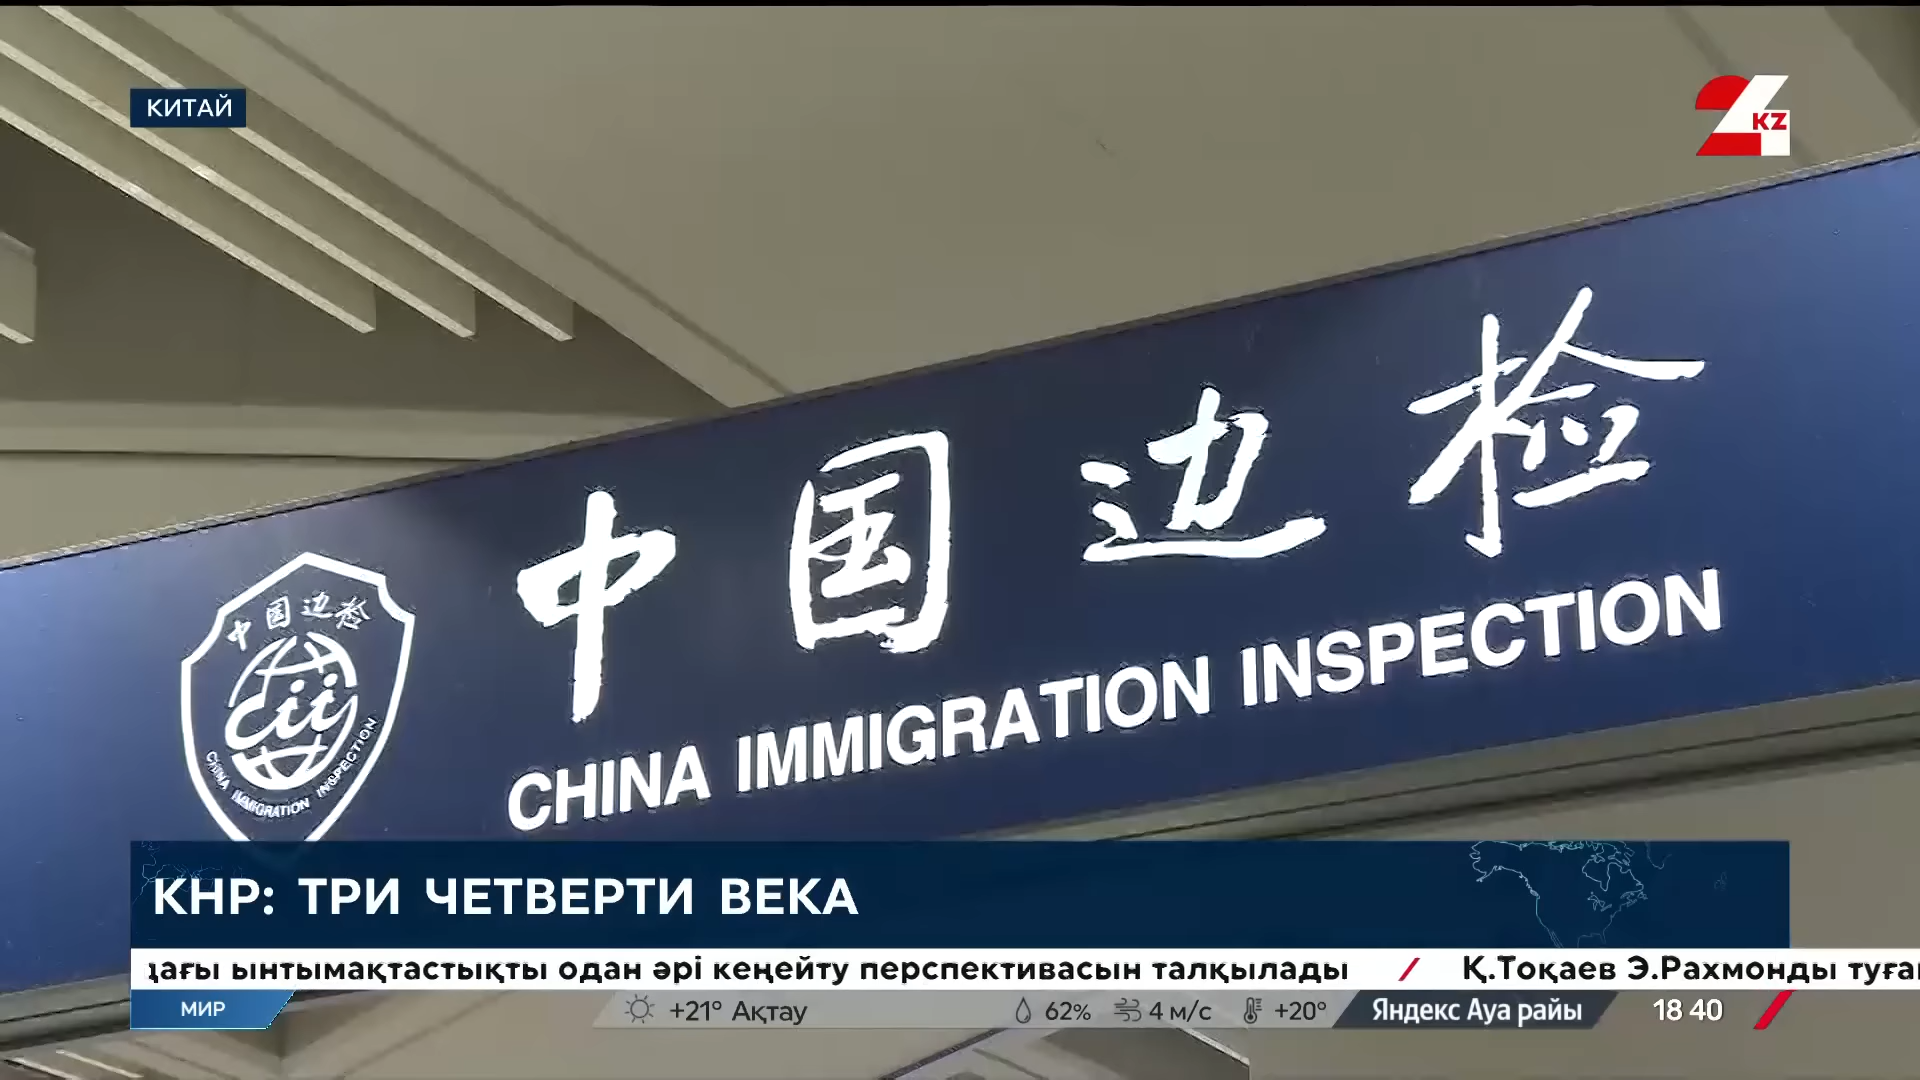 КИТАЙ
24 KZ
中国边检
CHINA IMMIGRATION INSPECTION
中国边检
cii
CHINA IMMIGRATION INSPECTION
КНР: ТРИ ЧЕТВЕРТИ ВЕКА
ынтымақтастықты одан әрі кеңейту перспективасын талқылады / Қ.Тоқаев Э.Рахмонды
МИР +21° Ақтау 62% 4 м/с +20° Яндекс Ауа райы 18 40